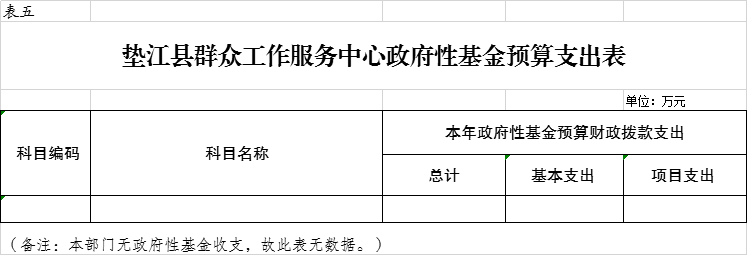 表五
垫江县群众工作服务中心政府性基金预算支出表
单位：万元
科目编码 科目名称 本年政府性基金预算财政拨款支出
总计 基本支出 项目支出
（备注：本部门无政府性基金收支，故此表无数据。）